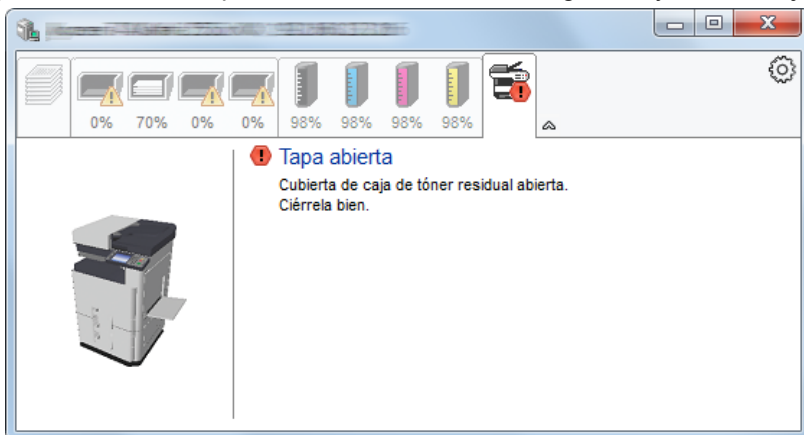 0% 70% 0% 0% 98% 98% 98% 98%
Tapa abierta
Cubierta de caja de tóner residual abierta.
Ciérrela bien.